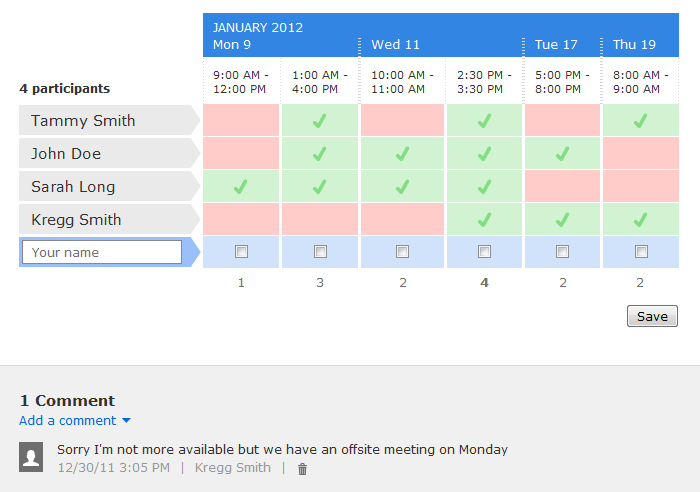 JANUARY 2012
Mon 9 Wed 11 Tue 17 Thu 19
4 participants
9:00 AM - 1:00 AM - 10:00 AM - 2:30 PM - 5:00 PM - 8:00 AM -
12:00 PM 4:00 PM 11:00 AM 3:30 PM 8:00 PM 9:00 AM
Tammy Smith
John Doe
Sarah Long
Kregg Smith
Your name
1 3 2 4 2 2
Save
1 Comment
Add a comment
Sorry I'm not more available but we have an offsite meeting on Monday
12/30/11 3:05 PM | Kregg Smith |